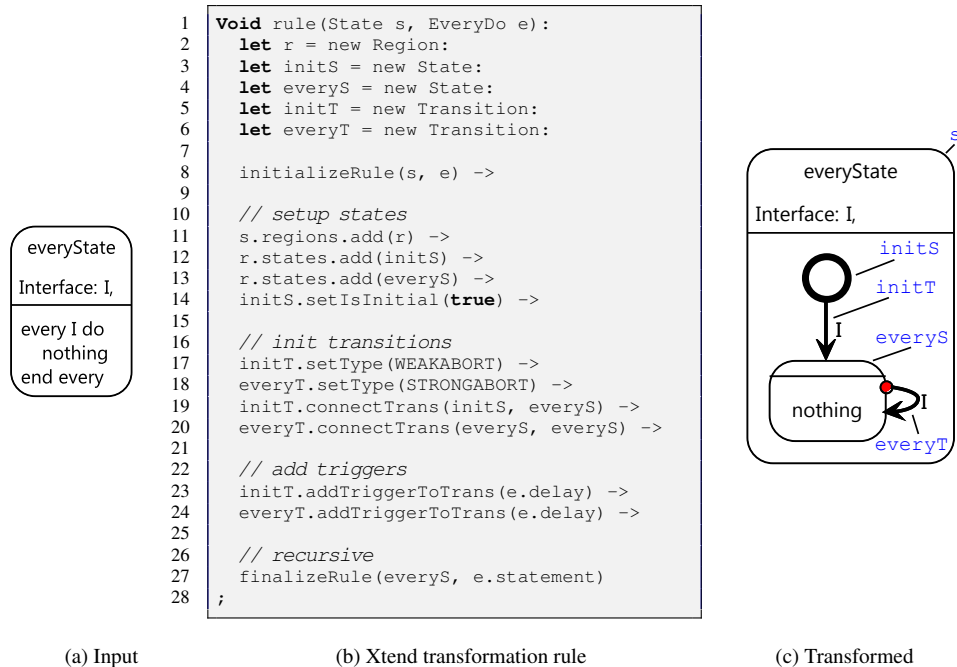 everyState
Interface: I,
every I do
nothing
end every
(a) Input
1 Void rule(State s, EveryDo e):
2 let r = new Region:
3 let initS = new State:
4 let everyS = new State:
5 let initT = new Transition:
6 let everyT = new Transition:
7
8 initializeRule(s, e) ->
9
10 // setup states
11 s.regions.add(r) ->
12 r.states.add(initS) ->
13 r.states.add(everyS) ->
14 initS.setIsInitial(true) ->
15
16 // init transitions
17 initT.setType(WEAKABORT) ->
18 everyT.setType(STRONGABORT) ->
19 initT.connectTrans(initS, everyS) ->
20 everyT.connectTrans(everyS, everyS) ->
21
22 // add triggers
23 initT.addTriggerToTrans(e.delay) ->
24 everyT.addTriggerToTrans(e.delay) ->
25
26 // recursive
27 finalizeRule(everyS, e.statement)
28 ;
(b) Xtend transformation rule
s
everyState
Interface: I,
initS
initT
I
everyS
nothing
I
everyT
(c) Transformed